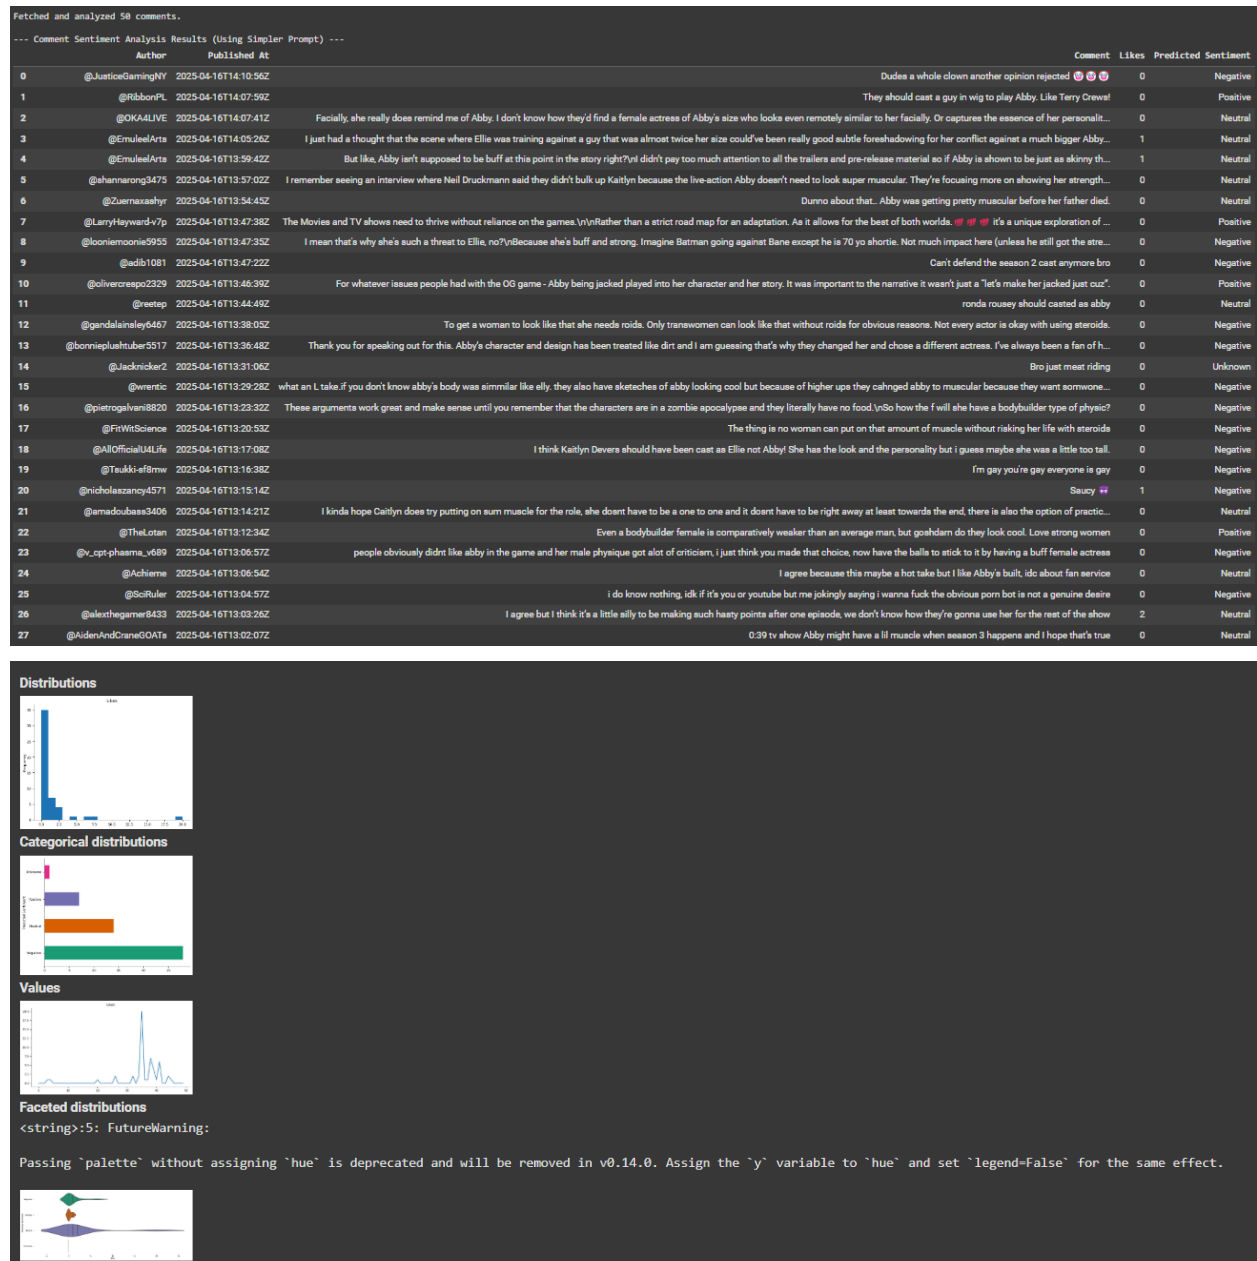 Fetched and analyzed 50 comments.
--- Comment Sentiment Analysis Results (Using Simpler Prompt) ---
Author Published At Comment Likes Predicted Sentiment
0 @JusticeGamingNY 2025-04-16T14:10:56Z Dudes a whole clown another opinion rejected 🤡🤡🤡 0 Negative
1 @RibbonPL 2025-04-16T14:07:59Z They should cast a guy in wig to play Abby. Like Terry Crews! 0 Positive
2 @OKA4LIVE 2025-04-16T14:07:41Z Facially, she really does remind me of Abby. I don't know how they'd find a female actress of Abby's size who looks even remotely similar to her facially. Or captures the essence of her personalit... 0 Neutral
3 @EmuleelArts 2025-04-16T14:05:26Z I just had a thought that the scene where Ellie was training against a guy that was almost twice her size could've been really good subtle foreshadowing for her conflict against a much bigger Abby... 1 Neutral
4 @EmuleelArts 2025-04-16T13:59:42Z But like, Abby isn't supposed to be buff at this point in the story right?\nI didn't pay too much attention to all the trailers and pre-release material so if Abby is shown to be just as skinny th... 1 Neutral
5 @shannarong3475 2025-04-16T13:57:02Z I remember seeing an interview where Neil Druckmann said they didn't bulk up Kaitlyn because the live-action Abby doesn't need to look super muscular. They're focusing more on showing her strength... 0 Neutral
6 @Zuernaxashyr 2025-04-16T13:54:45Z Dunno about that.. Abby was getting pretty muscular before her father died. 0 Neutral
7 @LarryHayward-v7p 2025-04-16T13:47:38Z The Movies and TV shows need to thrive without reliance on the games.\n\nRather than a strict road map for an adaptation. As it allows for the best of both worlds. it's a unique exploration of ... 0 Positive
8 @looniemoonie5955 2025-04-16T13:47:35Z I mean that's why she's such a threat to Ellie, no?\nBecause she's buff and strong. Imagine Batman going against Bane except he is 70 yo shortie. Not much impact here (unless he still got the stre... 0 Negative
9 @adib1081 2025-04-16T13:47:22Z Can't defend the season 2 cast anymore bro 0 Negative
10 @olivercrespo2329 2025-04-16T13:46:39Z For whatever issues people had with the OG game - Abby being jacked played into her character and her story. It was important to the narrative it wasn't just a "let's make her jacked just cuz". 0 Positive
11 @reetep 2025-04-16T13:44:49Z ronda rousey should casted as abby 0 Neutral
12 @gandalainsley6467 2025-04-16T13:38:05Z To get a woman to look like that she needs roids. Only transwomen can look like that without roids for obvious reasons. Not every actor is okay with using steroids. 0 Negative
13 @bonnieplushtuber5517 2025-04-16T13:36:48Z Thank you for speaking out for this. Abby's character and design has been treated like dirt and I am guessing that's why they changed her and chose a different actress. I've always been a fan of h... 0 Negative
14 @Jacknicker2 2025-04-16T13:31:06Z Bro just meat riding 0 Unknown
15 @wrentic 2025-04-16T13:29:28Z what an L take.if you don't know abby's body was simmilar like elly. they also have sketeches of abby looking cool but because of higher ups they cahnged abby to muscular because they want somwone... 0 Negative
16 @pietrogalvani8820 2025-04-16T13:23:32Z These arguments work great and make sense until you remember that the characters are in a zombie apocalypse and they literally have no food.\nSo how the f will she have a bodybuilder type of physic? 0 Negative
17 @FitWitScience 2025-04-16T13:20:53Z The thing is no woman can put on that amount of muscle without risking her life with steroids 0 Negative
18 @AllOfficialU4Life 2025-04-16T13:17:08Z I think Kaitlyn Devers should have been cast as Ellie not Abby! She has the look and the personality but i guess maybe she was a little too tall. 0 Negative
19 @Tsukki-sf8mw 2025-04-16T13:16:38Z I'm gay you're gay everyone is gay 0 Negative
20 @nicholaszancy4571 2025-04-16T13:15:14Z Saucy 1 Negative
21 @amadoubass3406 2025-04-16T13:14:21Z I kinda hope Caitlyn does try putting on sum muscle for the role, she dosnt have to be a one to one and it dosnt have to be right away at least towards the end, there is also the option of practic... 0 Neutral
22 @TheLotan 2025-04-16T13:12:34Z Even a bodybuilder female is comparatively weaker than an average man, but goshdarn do they look cool. Love strong women 0 Positive
23 @v_cpt-phasma_v689 2025-04-16T13:06:57Z people obviously didnt like abby in the game and her male physique got alot of criticism, i just think you made that choice, now have the balls to stick to it by having a buff female actress 0 Negative
24 @Achieme 2025-04-16T13:06:54Z I agree because this maybe a hot take but I like Abby's built, idc about fan service 0 Neutral
25 @SciRuler 2025-04-16T13:04:57Z i do know nothing, idk if it's you or youtube but me jokingly saying i wanna fuck the obvious porn bot is not a genuine desire 0 Negative
26 @alexthegamer8433 2025-04-16T13:03:26Z I agree but I think it's a little silly to be making such hasty points after one episode, we don't know how they're gonna use her for the rest of the show 2 Neutral
27 @AidenAndCraneGOATs 2025-04-16T13:02:07Z 0:39 tv show Abby might have a lil muscle when season 3 happens and I hope that's true 0 Neutral
Distributions
Categorical distributions
Values
Faceted distributions
<string>:5: FutureWarning:
Passing `palette` without assigning `hue` is deprecated and will be removed in v0.14.0. Assign the `y` variable to `hue` and set `legend=False` for the same effect.